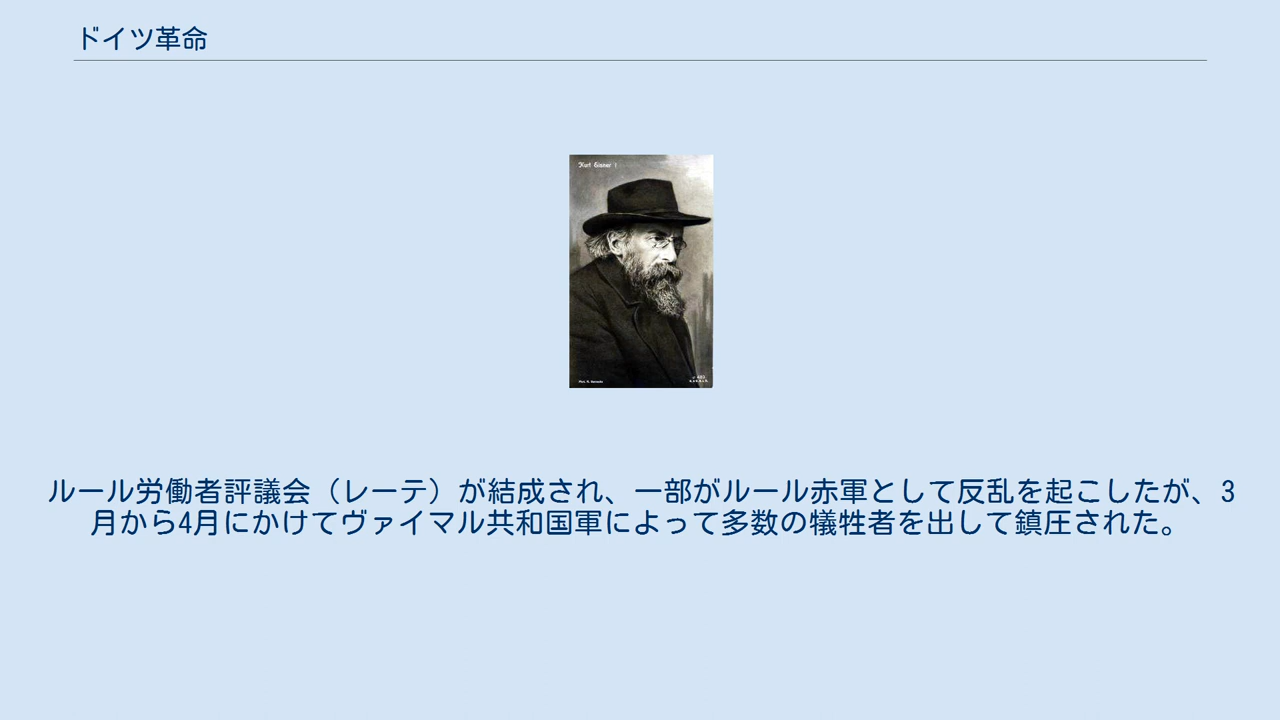 ドイツ革命
Kurt Eisner †
ルール労働者評議会（レーテ）が結成され、一部がルール赤軍として反乱を起こしたが、3
月から4月にかけてヴァイマル共和国軍によって多数の犠牲者を出して鎮圧された。